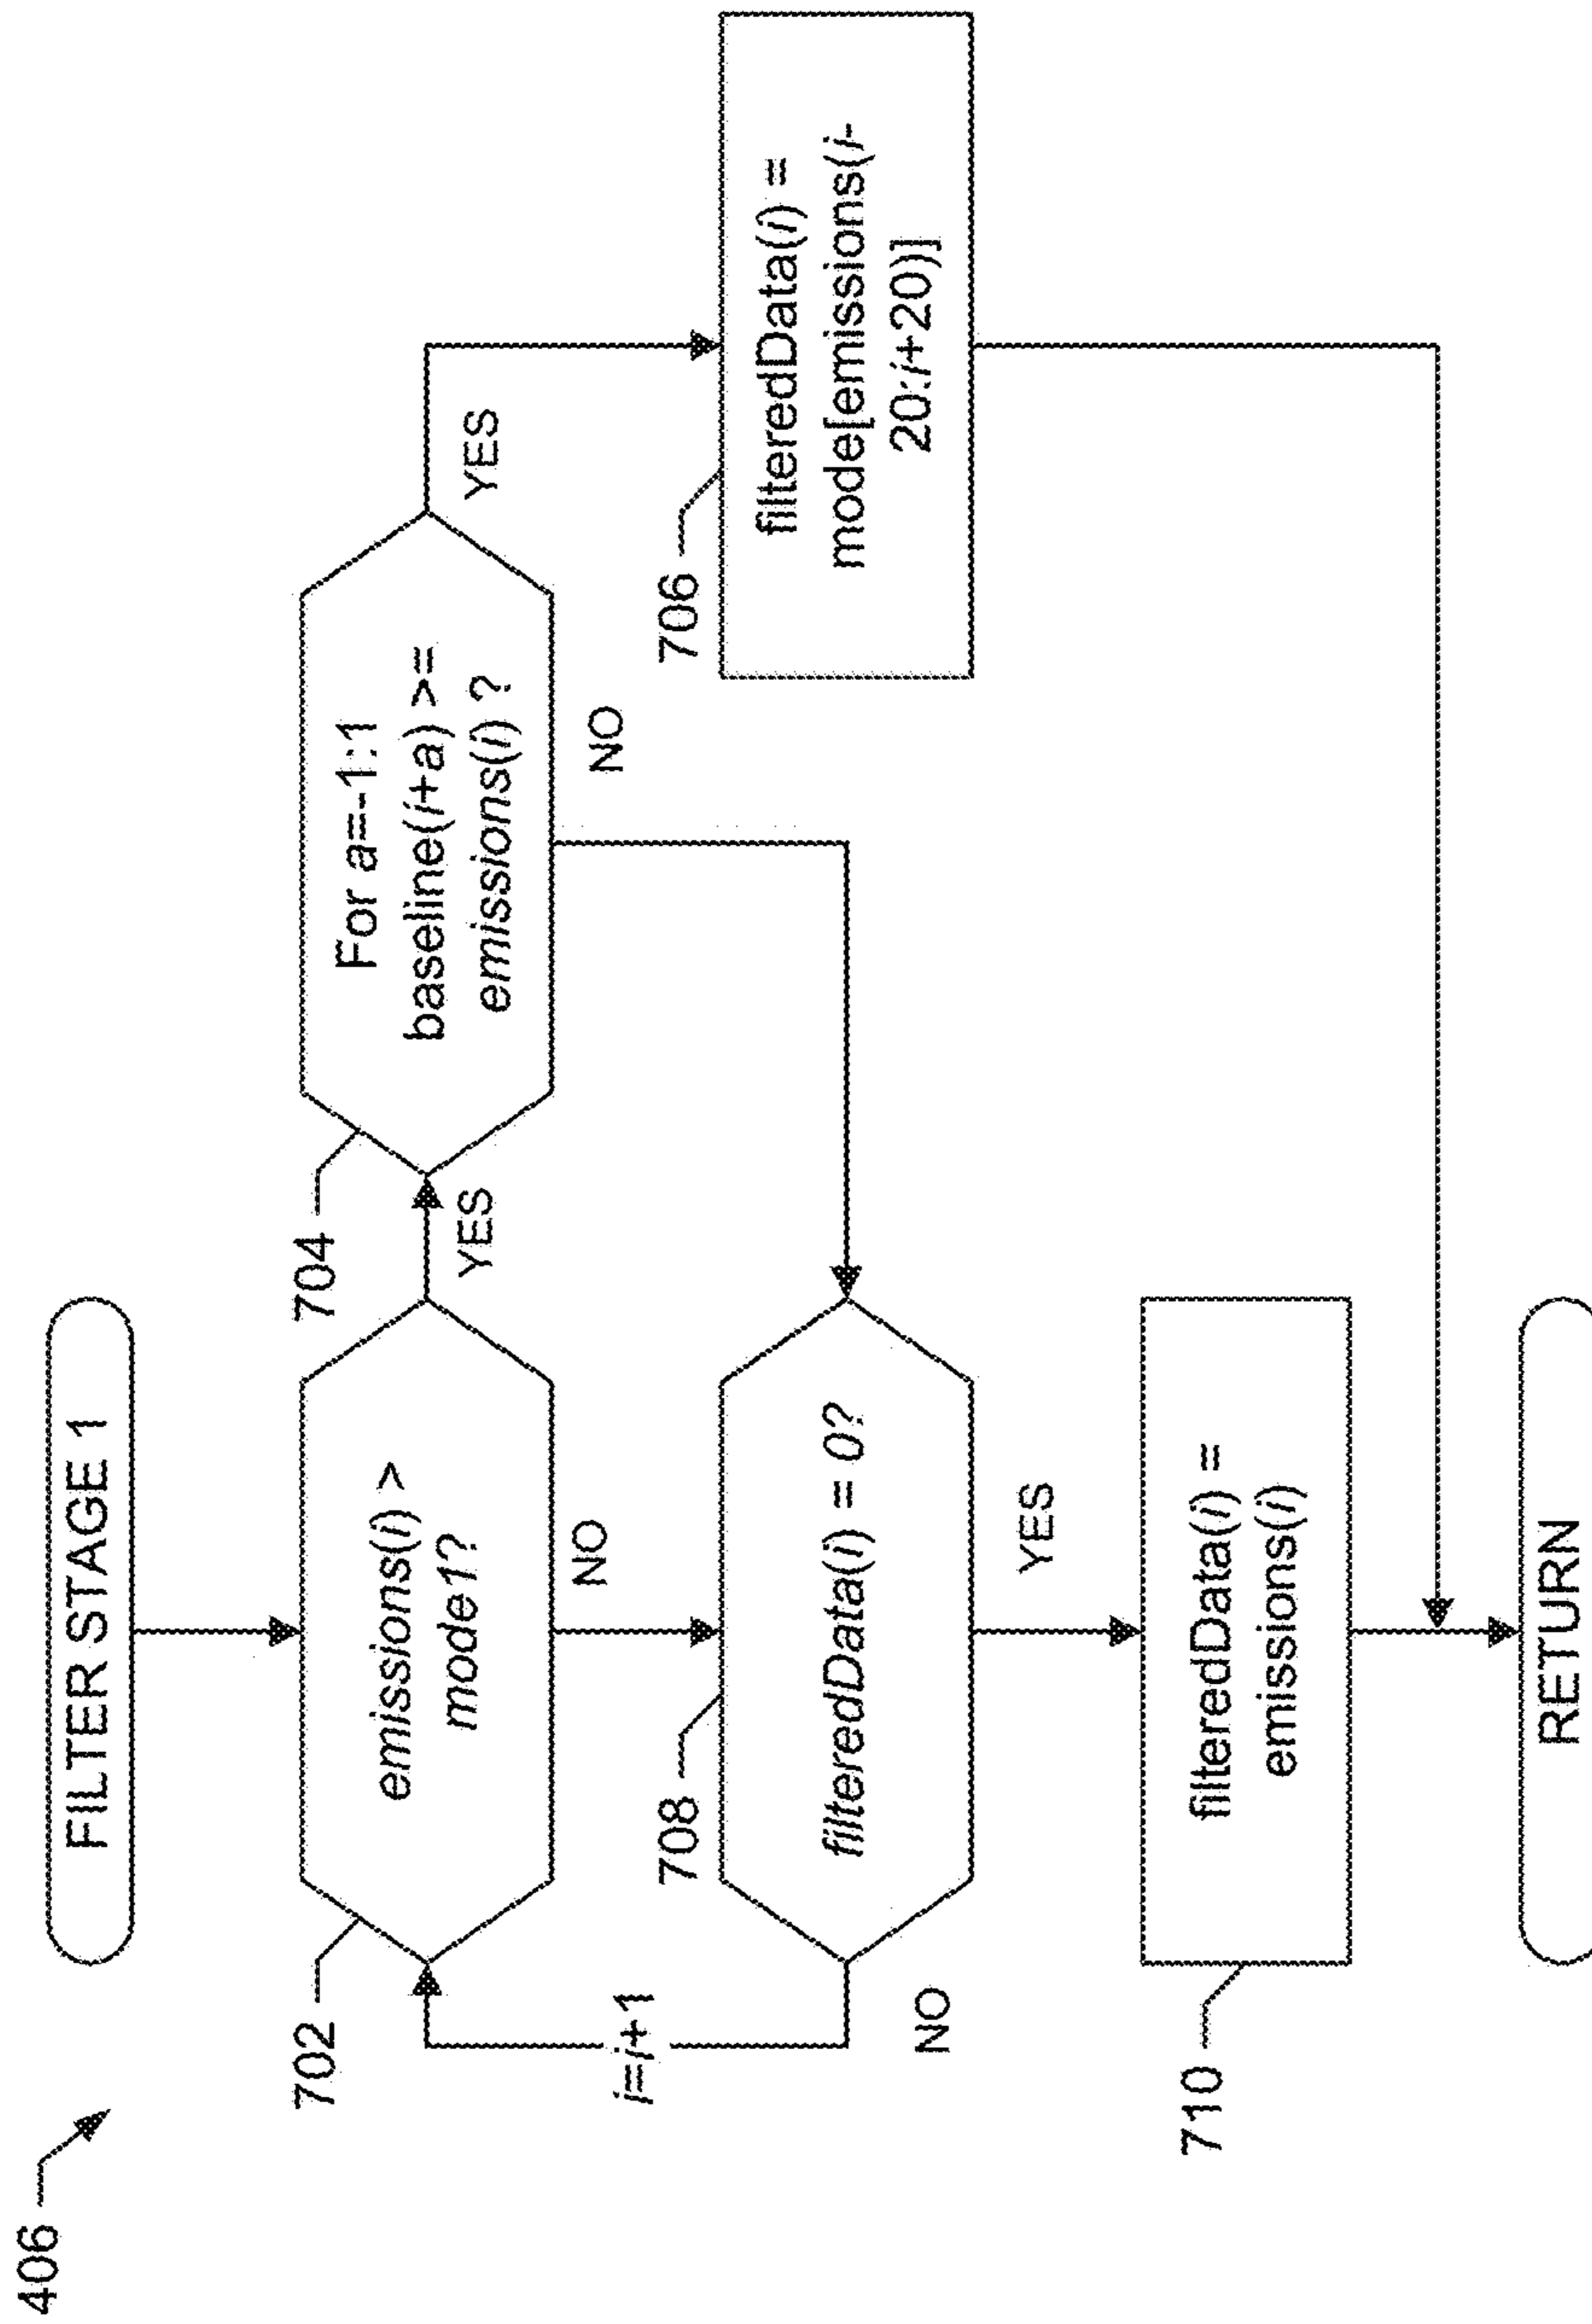 406
FILTER STAGE 1
702
emissions(i) >
mode1?
YES
NO
704
For a=-1:1
baseline(i+a) >=
emissions(i) ?
YES
NO
i=i+1
708
filteredData(i) = 0?
NO
YES
706
filteredData(i) =
mode[emissions(i-
20:i+20)]
710
filteredData(i) =
emissions(i)
RETURN